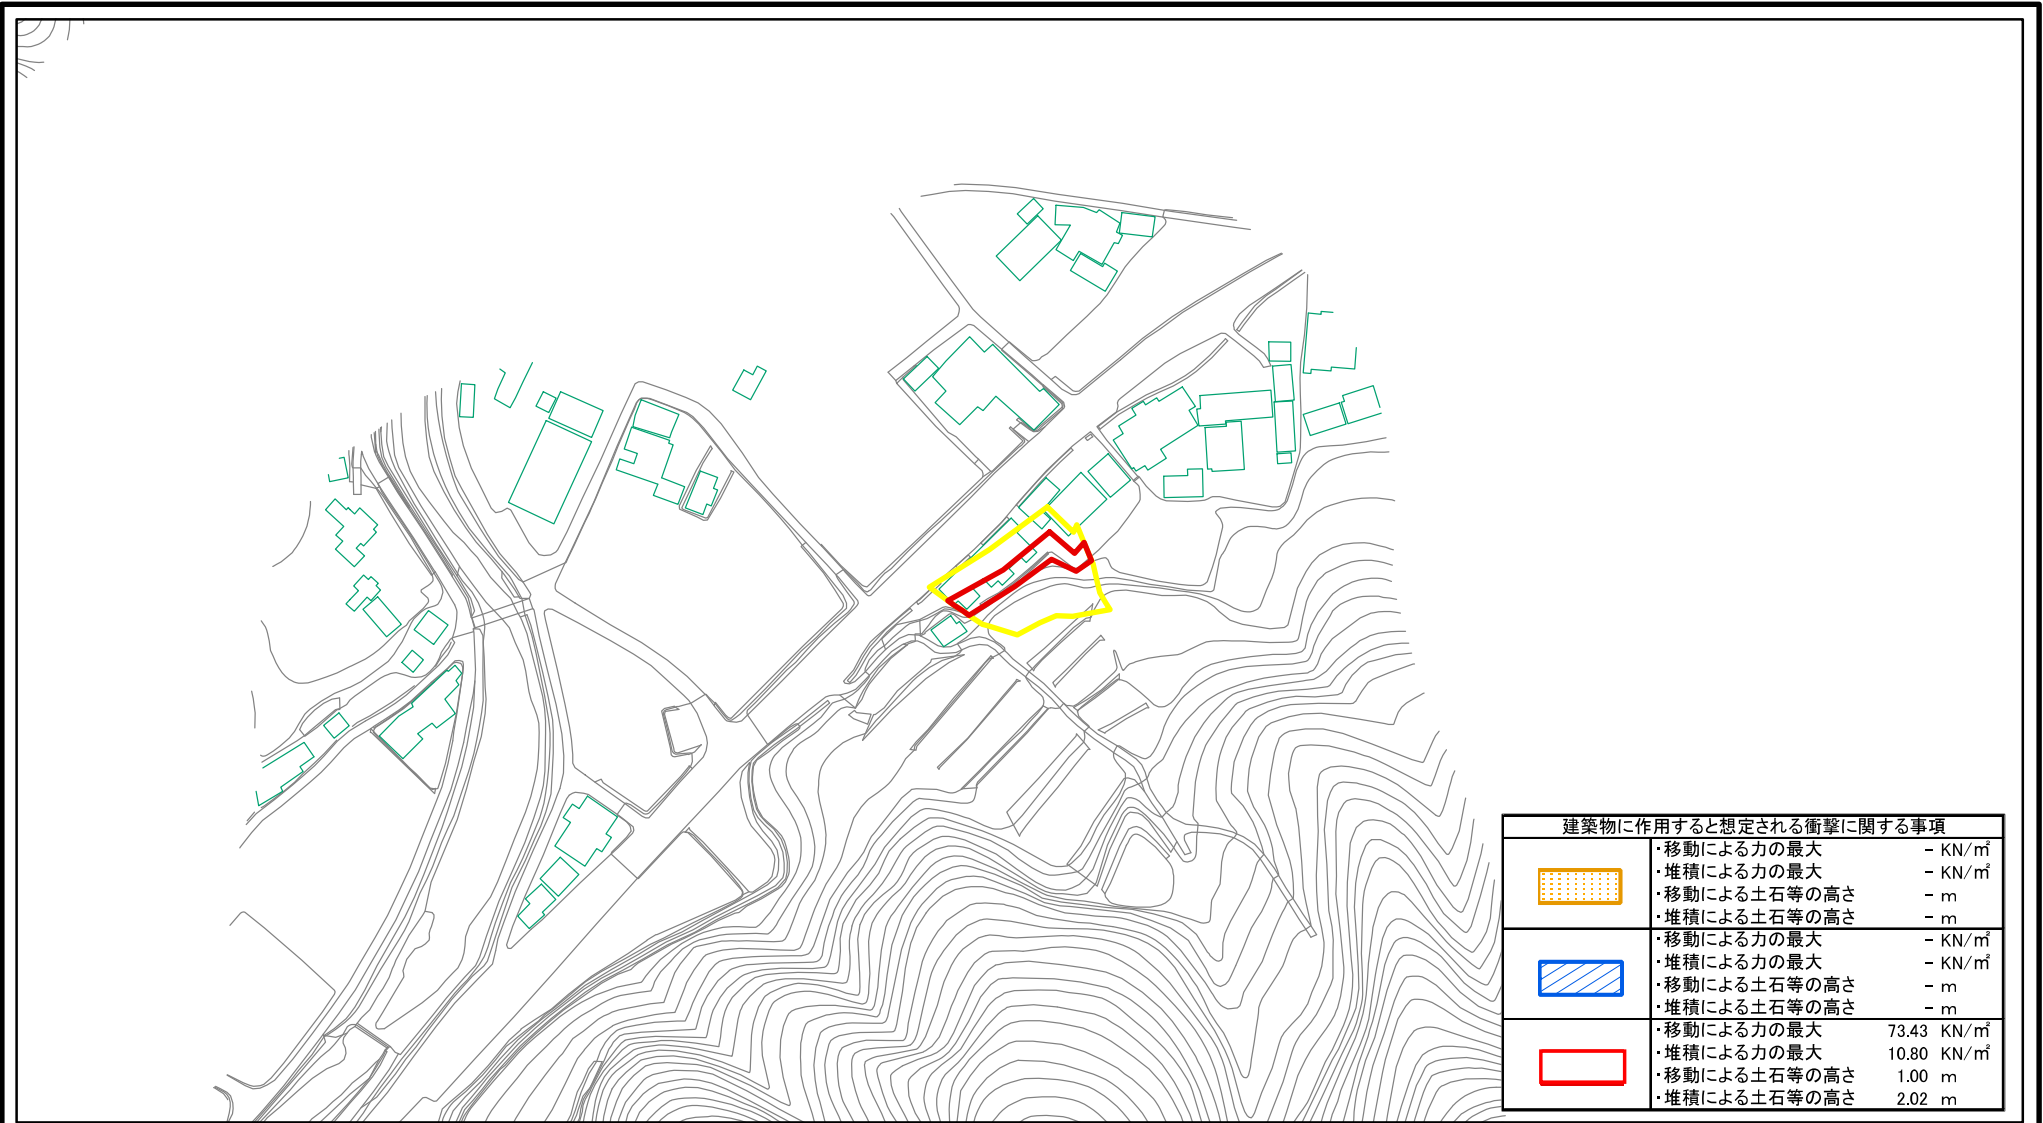 建築物に作用すると想定される衝撃に関する事項
・移動による力の最大 - KN/㎡
・堆積による力の最大 - KN/㎡
・移動による土石等の高さ - m
・堆積による土石等の高さ - m
・移動による力の最大 - KN/㎡
・堆積による力の最大 - KN/㎡
・移動による土石等の高さ - m
・堆積による土石等の高さ - m
・移動による力の最大 73.43 KN/㎡
・堆積による力の最大 10.80 KN/㎡
・移動による土石等の高さ 1.00 m
・堆積による土石等の高さ 2.02 m